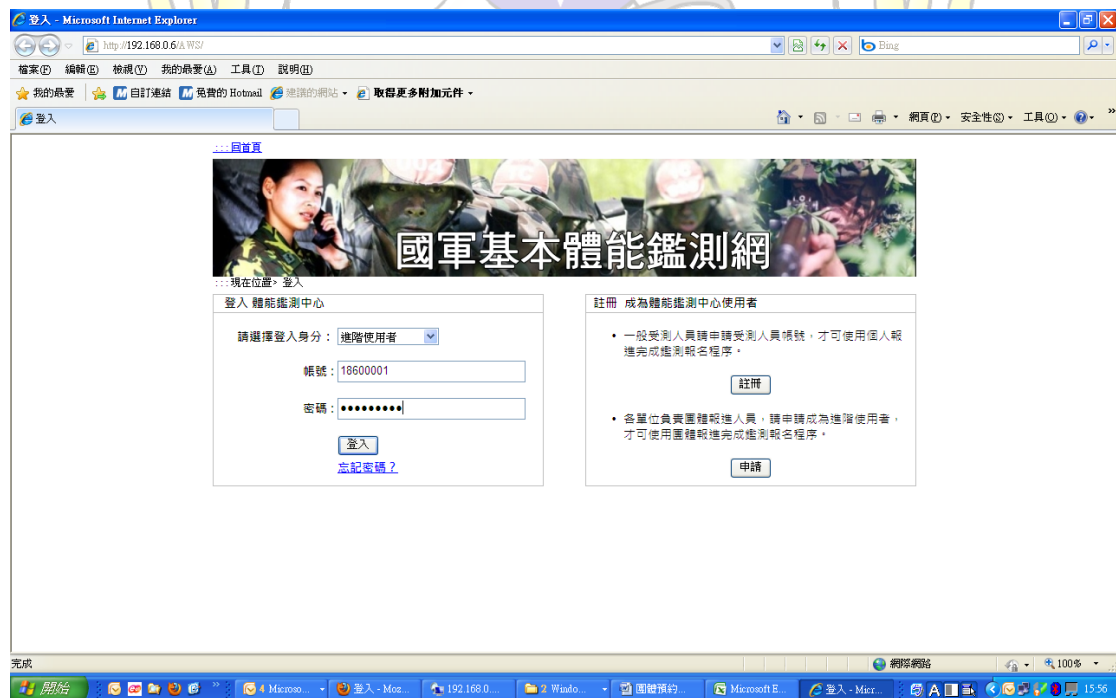 登入 - Microsoft Internet Explorer
http://192.168.0.6/AWS/
Bing
檔案(F) 編輯(E) 檢視(V) 我的最愛(A) 工具(T) 說明(H)
我的最愛 自訂連結 免費的 Hotmail 建議的網站 取得更多附加元件
登入
網頁(P) 安全性(S) 工具(O)
:::回首頁
國軍基本體能鑑測網
:::現在位置> 登入
登入 體能鑑測中心
請選擇登入身分： 進階使用者
帳號： 18600001
密碼： •••••••••
登入
忘記密碼？
註冊 成為體能鑑測中心使用者
• 一般受測人員請申請受測人員帳號，才可使用個人報
進完成鑑測報名程序。
註冊
• 各單位負責團體報進人員，請申請成為進階使用者，
才可使用團體報進完成鑑測報名程序。
申請
完成
網際網路
100%
開始
4 Microso...
登入 - Moz...
192.168.0....
2 Windo...
團體預約...
Microsoft E...
登入 - Micr...
A
15:56